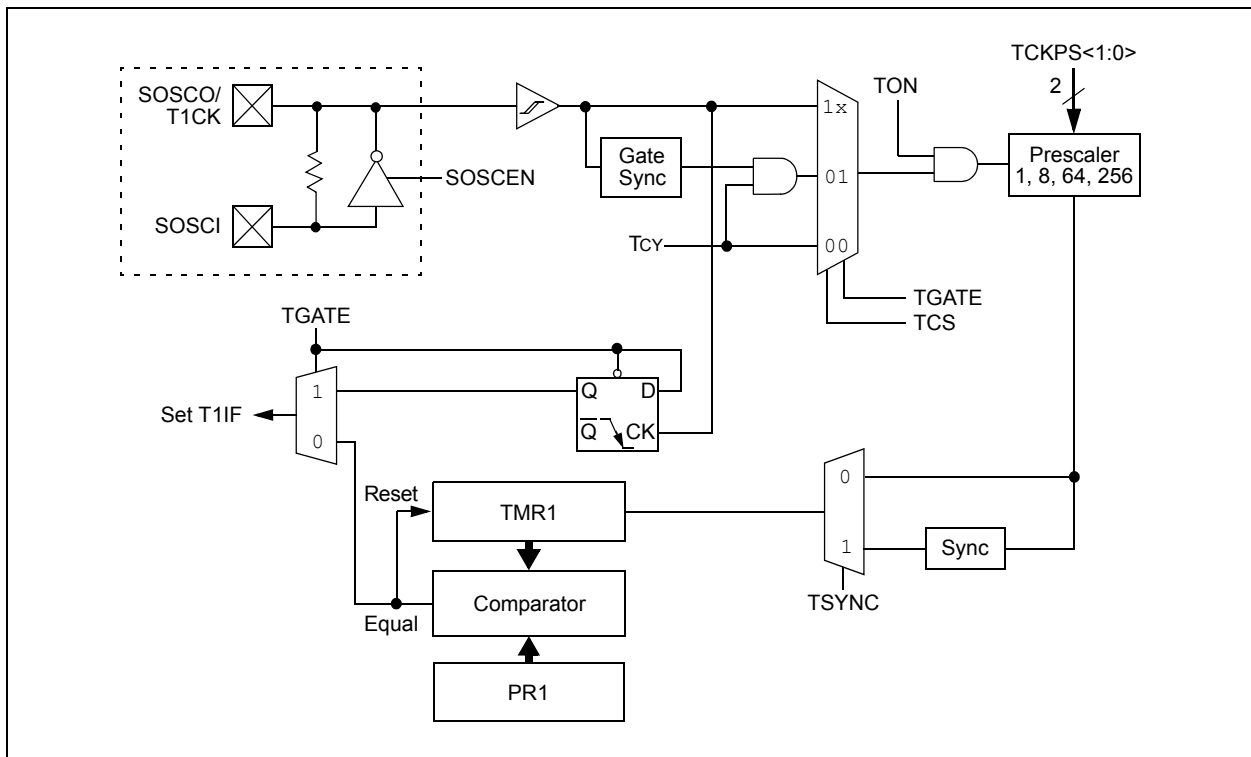 TCKPS<1:0>
2
SOSCO/
T1CK
TON
1x
Gate
Sync
Prescaler
1, 8, 64, 256
01
SOSCEN
SOSCI
TCY
00
TGATE
TCS
TGATE
1
Q
D
Set T1IF
Q
CK
0
Reset
TMR1
0
1
Sync
Comparator
TSYNC
Equal
PR1